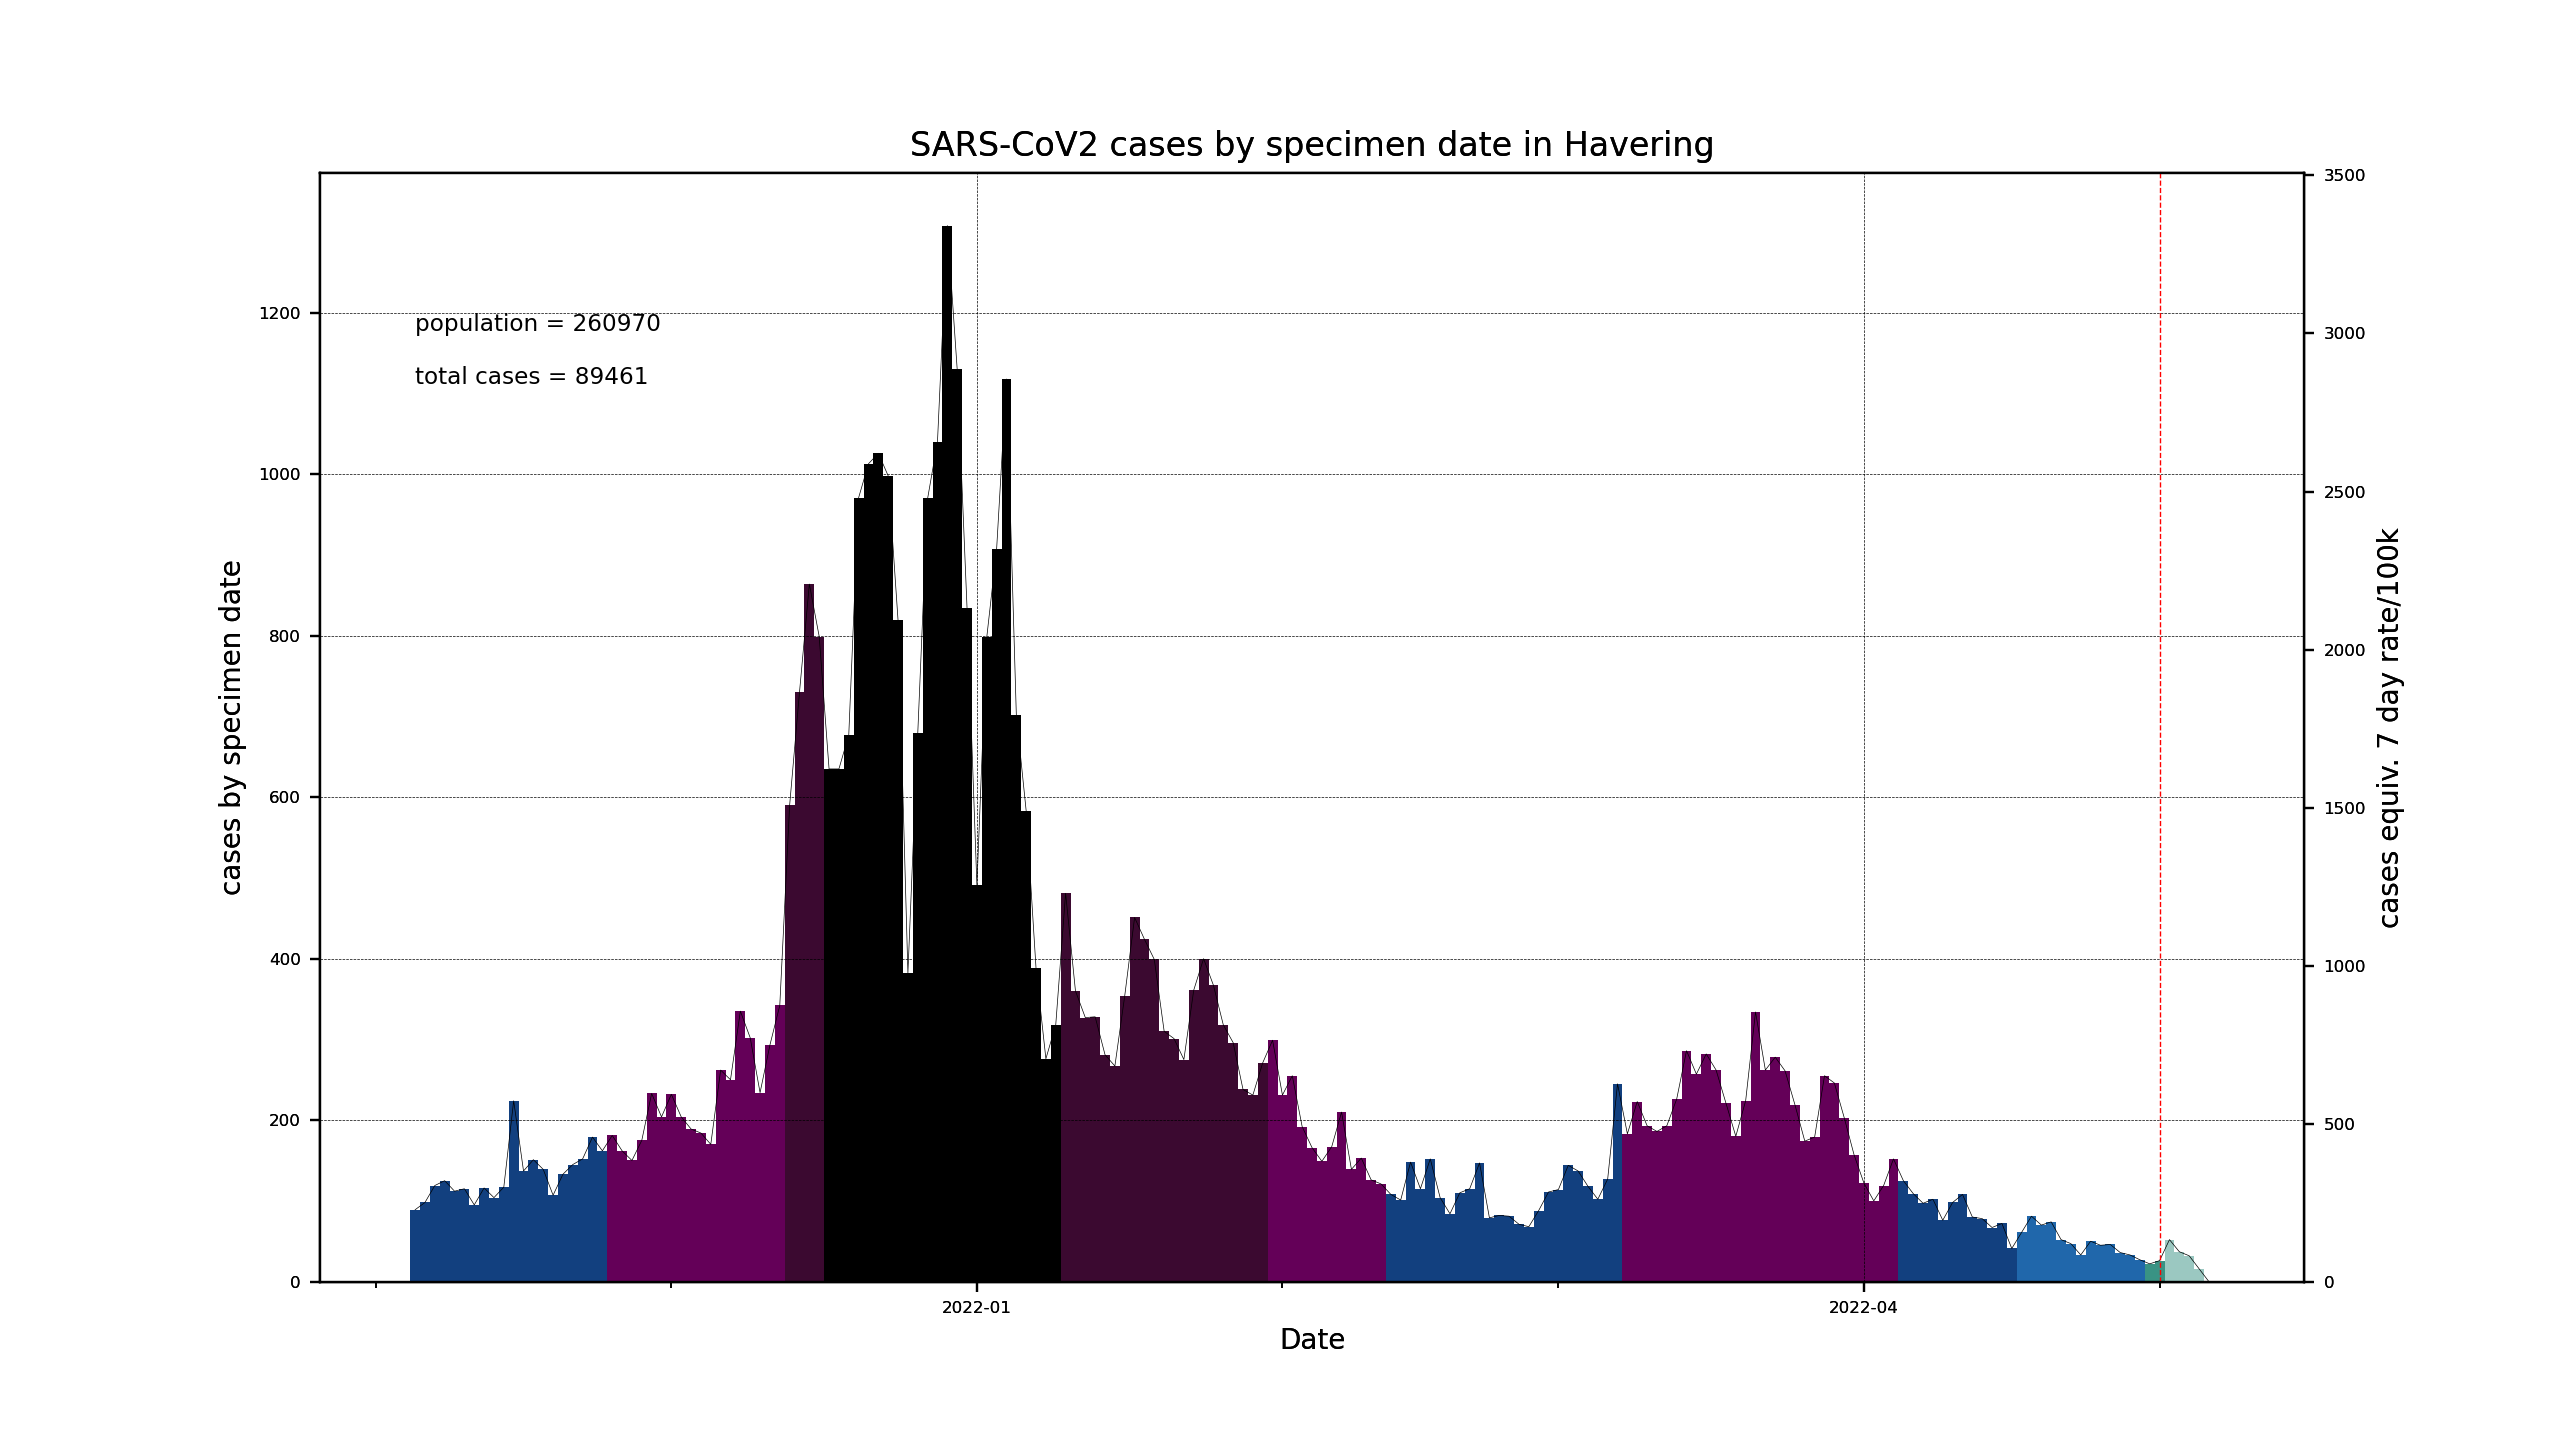 SARS-CoV2 cases by specimen date in Havering
population = 260970
total cases = 89461
cases by specimen date
1200
1000
800
600
400
200
0
3500
3000
2500
2000
1500
1000
500
0
cases equiv. 7 day rate/100k
2022-01
2022-04
Date